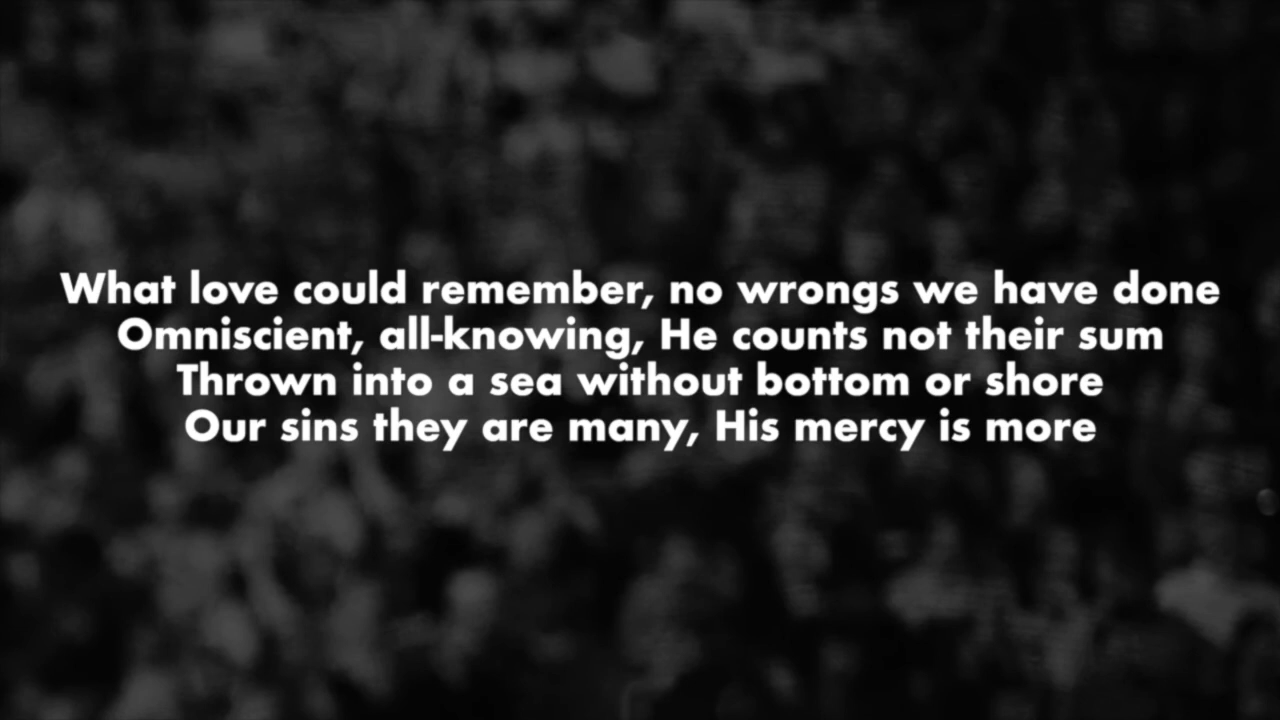 What love could remember, no wrongs we have done
Omniscient, all-knowing, He counts not their sum
Thrown into a sea without bottom or shore
Our sins they are many, His mercy is more